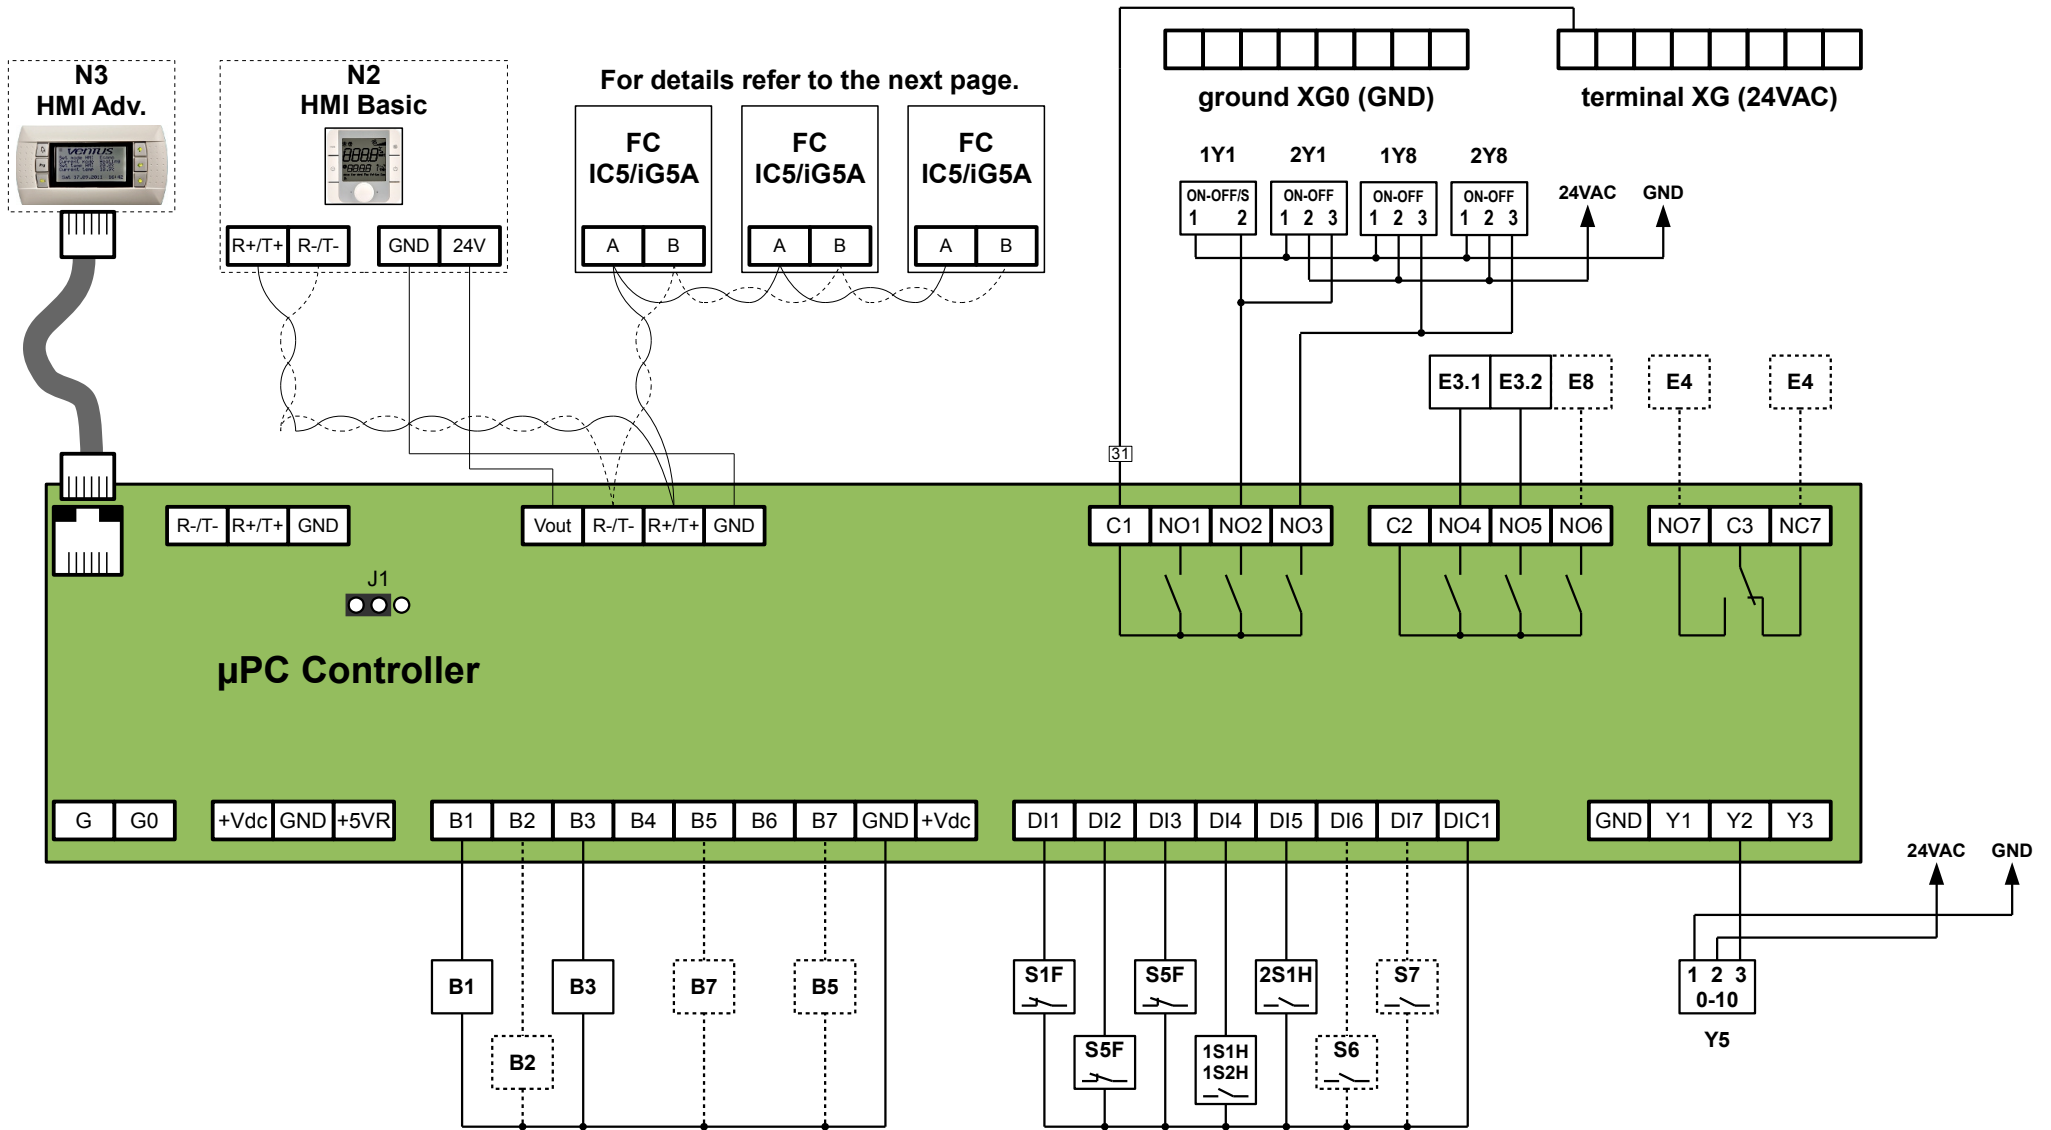 N3
HMI Adv.
VENTUS
N2
HMI Basic
R+/T+ R-/T- GND 24V
For details refer to the next page.
FC
IC5/iG5A
A B
FC
IC5/iG5A
A B
FC
IC5/iG5A
A B
ground XG0 (GND)
terminal XG (24VAC)
1Y1 2Y1 1Y8 2Y8
ON-OFF/S ON-OFF ON-OFF ON-OFF
1 2 1 2 3 1 2 3 1 2 3
24VAC GND
E3.1 E3.2 E8 E4 E4
31
R-/T- R+/T+ GND
Vout R-/T- R+/T+ GND
C1 NO1 NO2 NO3
C2 NO4 NO5 NO6
NO7 C3 NC7
J1
µPC Controller
G G0
+Vdc GND +5VR
B1 B2 B3 B4 B5 B6 B7 GND +Vdc
DI1 DI2 DI3 DI4 DI5 DI6 DI7 DIC1
GND Y1 Y2 Y3
24VAC GND
B1 B3 B7 B5
B2
S1F S5F 2S1H S7
S5F
1S1H
1S2H
S6
1 2 3
0-10
Y5